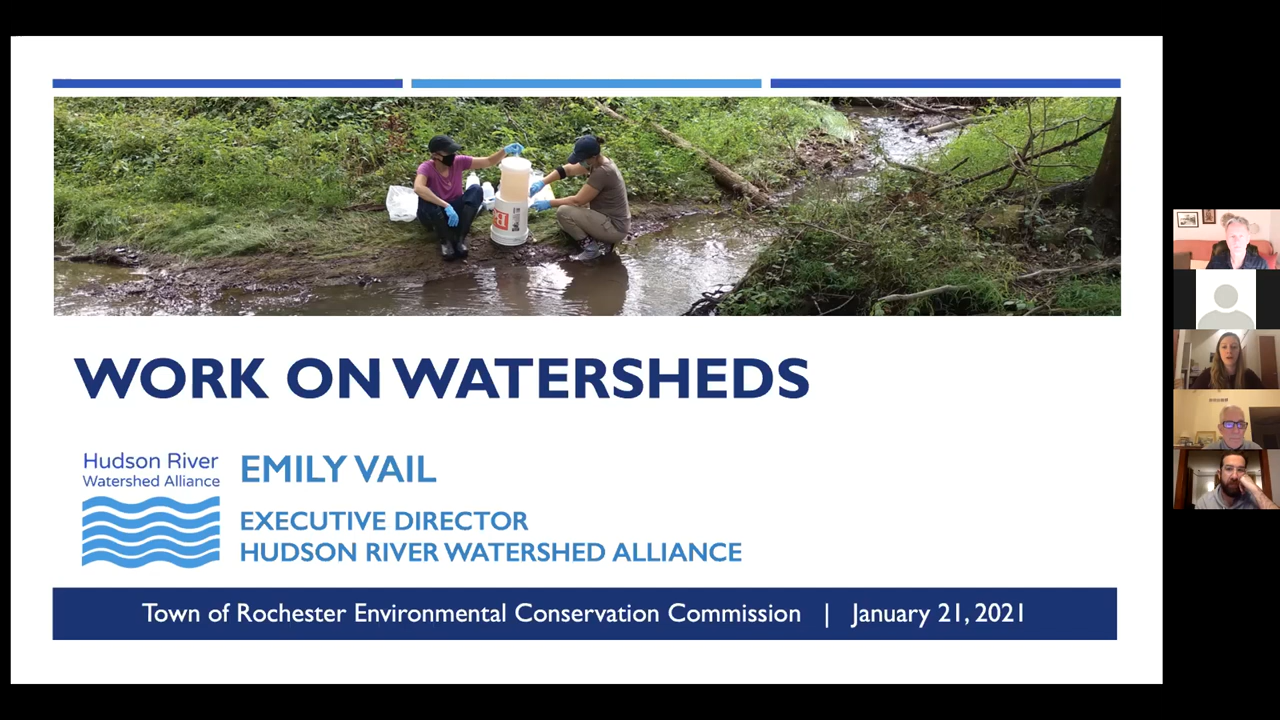 WORK ON WATERSHEDS
Hudson River
Watershed Alliance
EMILY VAIL
EXECUTIVE DIRECTOR
HUDSON RIVER WATERSHED ALLIANCE
Town of Rochester Environmental Conservation Commission | January 21, 2021